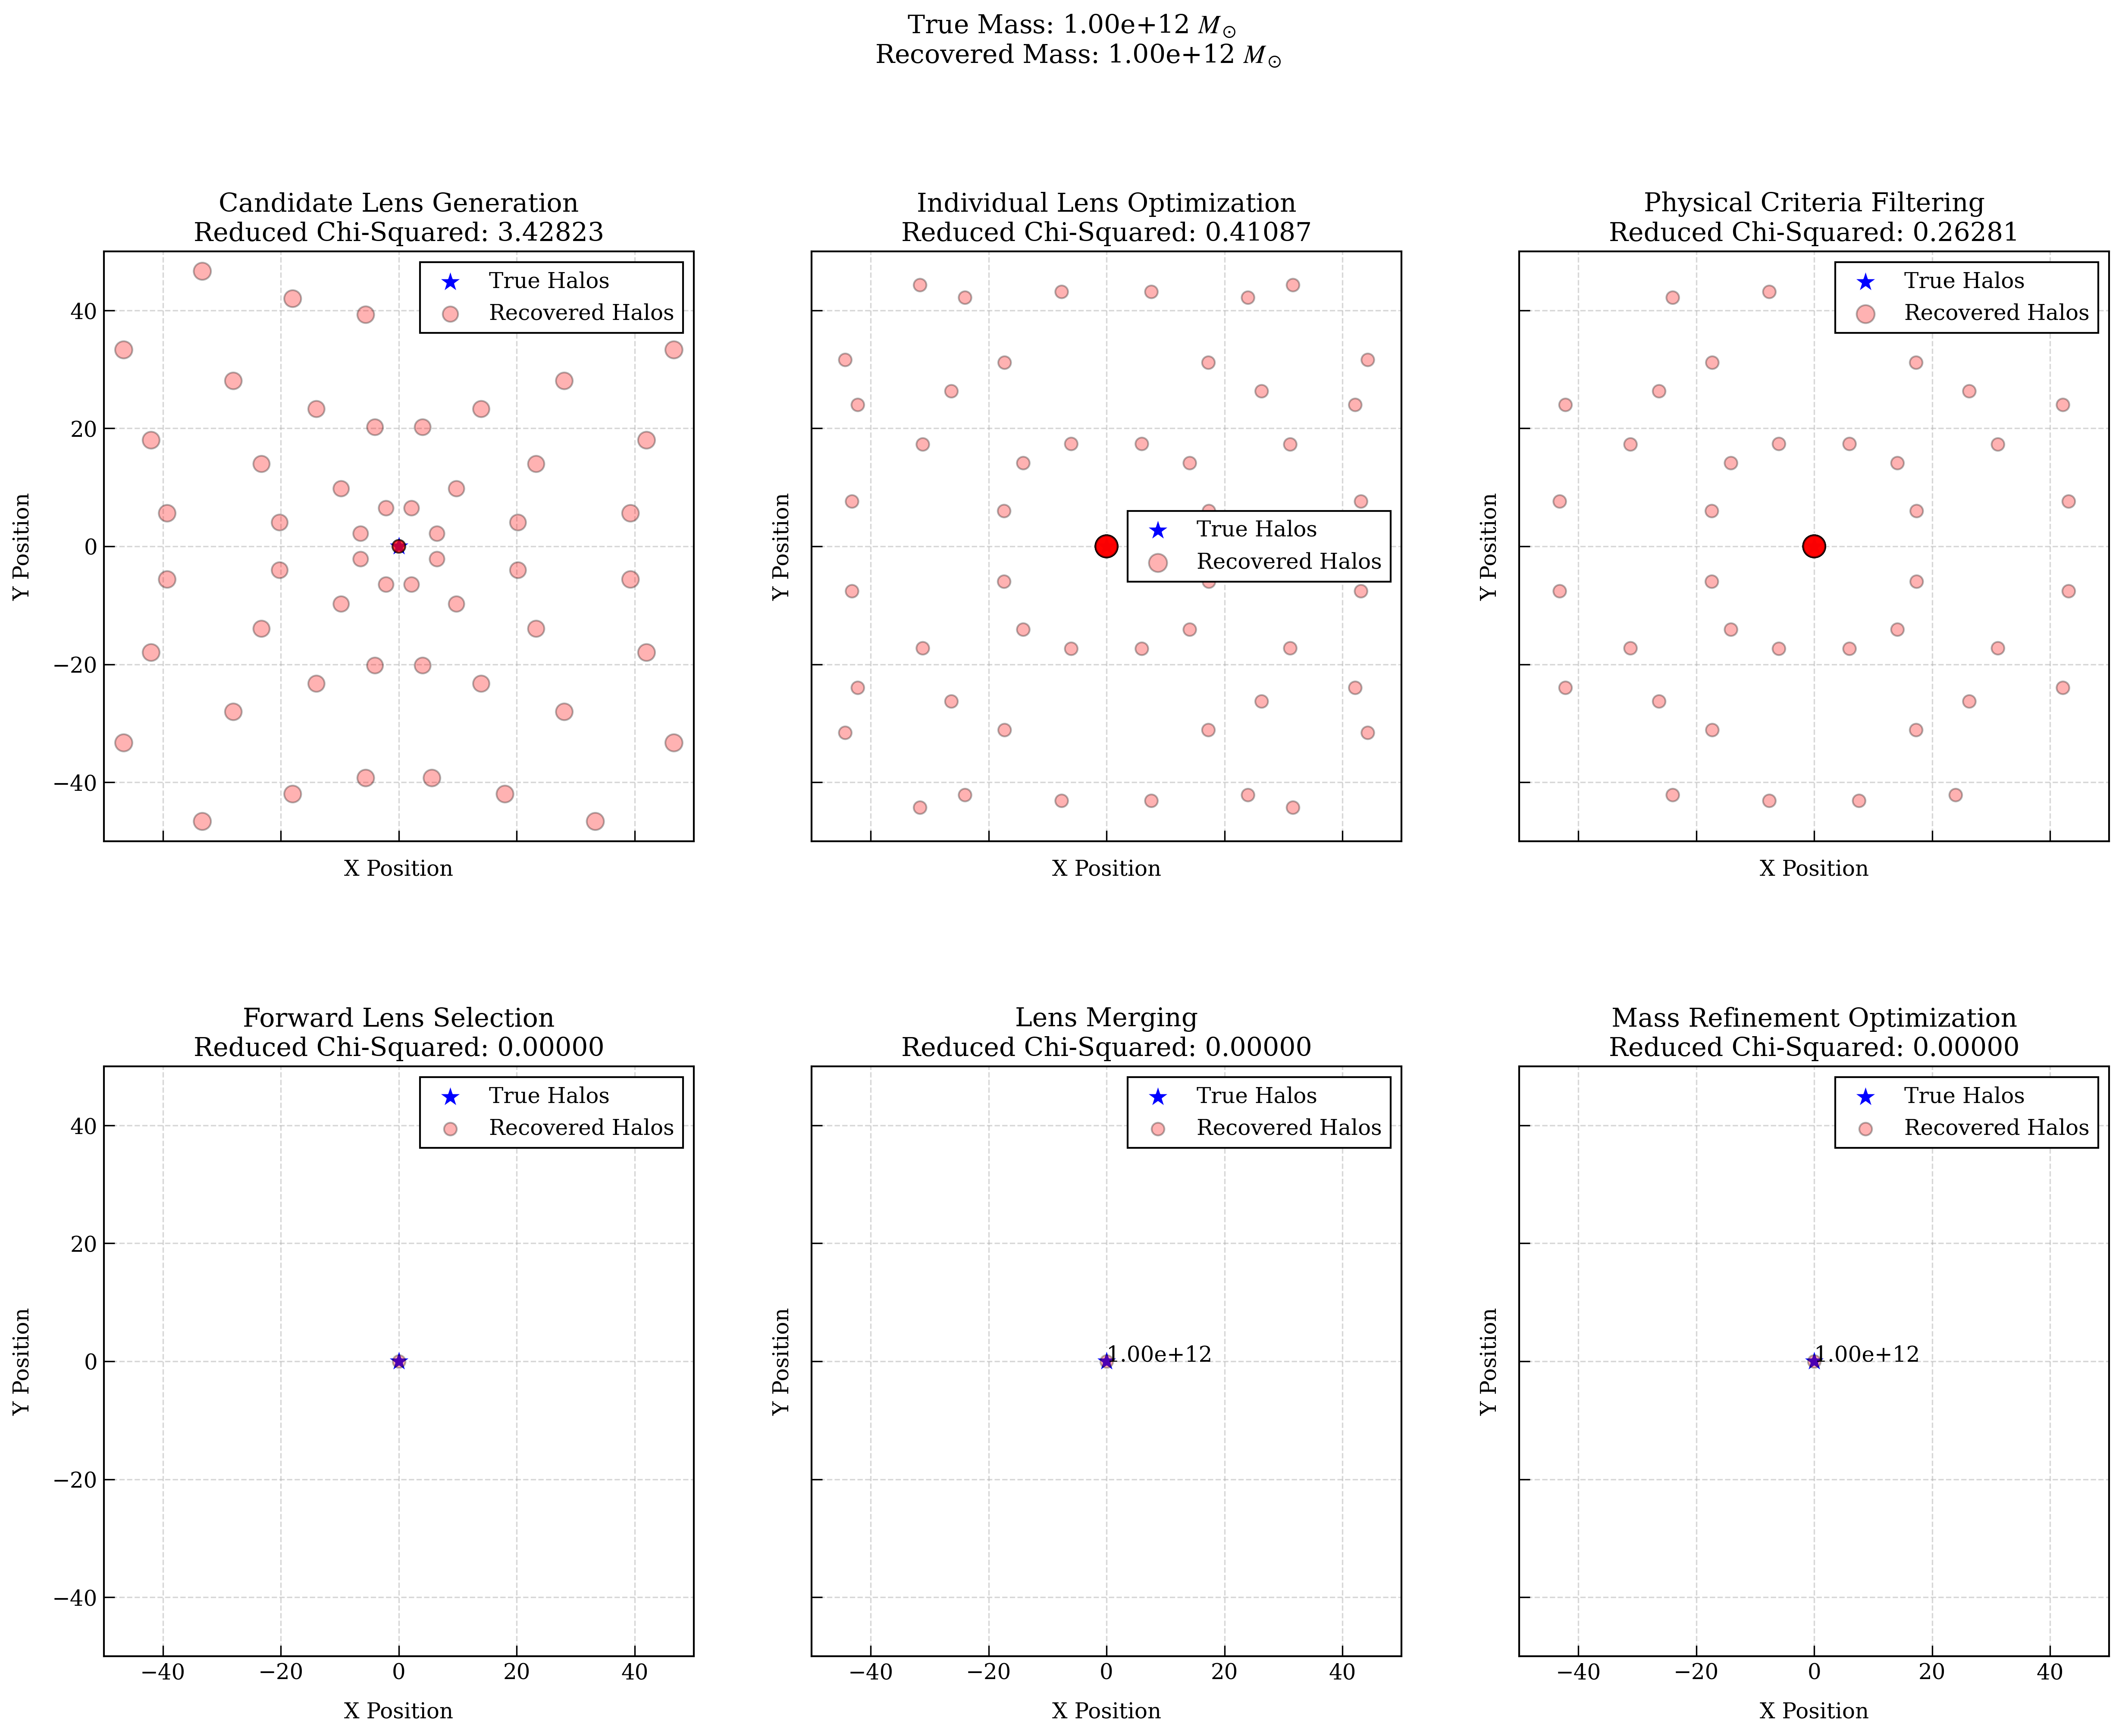 True Mass: 1.00e+12 M⊙
Recovered Mass: 1.00e+12 M⊙
Candidate Lens Generation
Reduced Chi-Squared: 3.42823
True Halos
Recovered Halos
40
20
0
−20
−40
Y Position
X Position
Individual Lens Optimization
Reduced Chi-Squared: 0.41087
True Halos
Recovered Halos
Y Position
X Position
Physical Criteria Filtering
Reduced Chi-Squared: 0.26281
True Halos
Recovered Halos
Y Position
X Position
Forward Lens Selection
Reduced Chi-Squared: 0.00000
True Halos
Recovered Halos
40
20
0
−20
−40
Y Position
−40 −20 0 20 40
X Position
Lens Merging
Reduced Chi-Squared: 0.00000
True Halos
Recovered Halos
1.00e+12
Y Position
−40 −20 0 20 40
X Position
Mass Refinement Optimization
Reduced Chi-Squared: 0.00000
True Halos
Recovered Halos
1.00e+12
Y Position
−40 −20 0 20 40
X Position